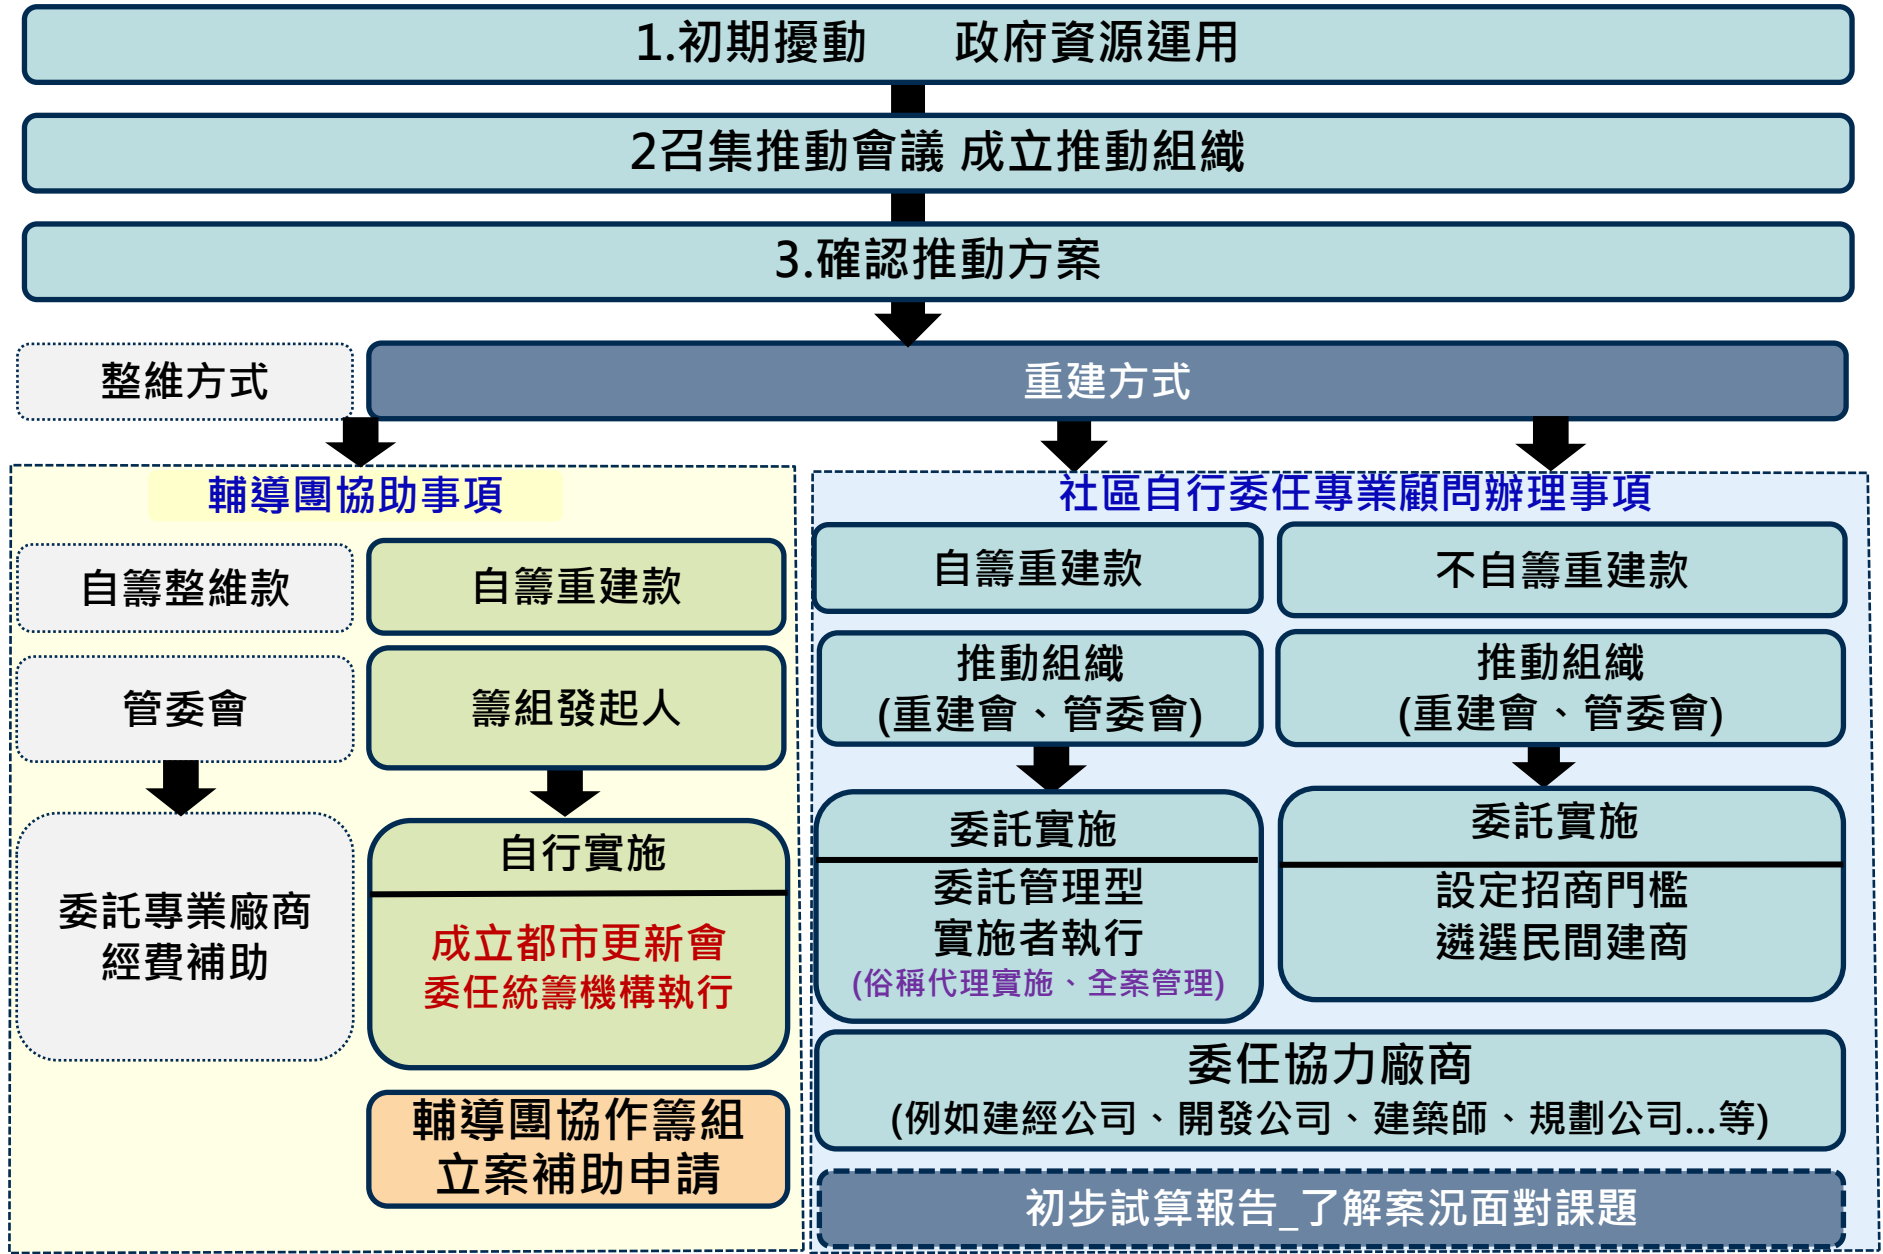 1.初期擾動 政府資源運用
2召集推動會議 成立推動組織
3.確認推動方案
整維方式
重建方式
輔導團協助事項
自籌整維款
自籌重建款
管委會
籌組發起人
委託專業廠商
經費補助
自行實施
成立都市更新會
委任統籌機構執行
輔導團協作籌組
立案補助申請
社區自行委任專業顧問辦理事項
自籌重建款
不自籌重建款
推動組織
(重建會、管委會)
推動組織
(重建會、管委會)
委託實施
委託管理型
實施者執行
(俗稱代理實施、全案管理)
委託實施
設定招商門檻
遴選民間建商
委任協力廠商
(例如建經公司、開發公司、建築師、規劃公司...等)
初步試算報告_了解案況面對課題